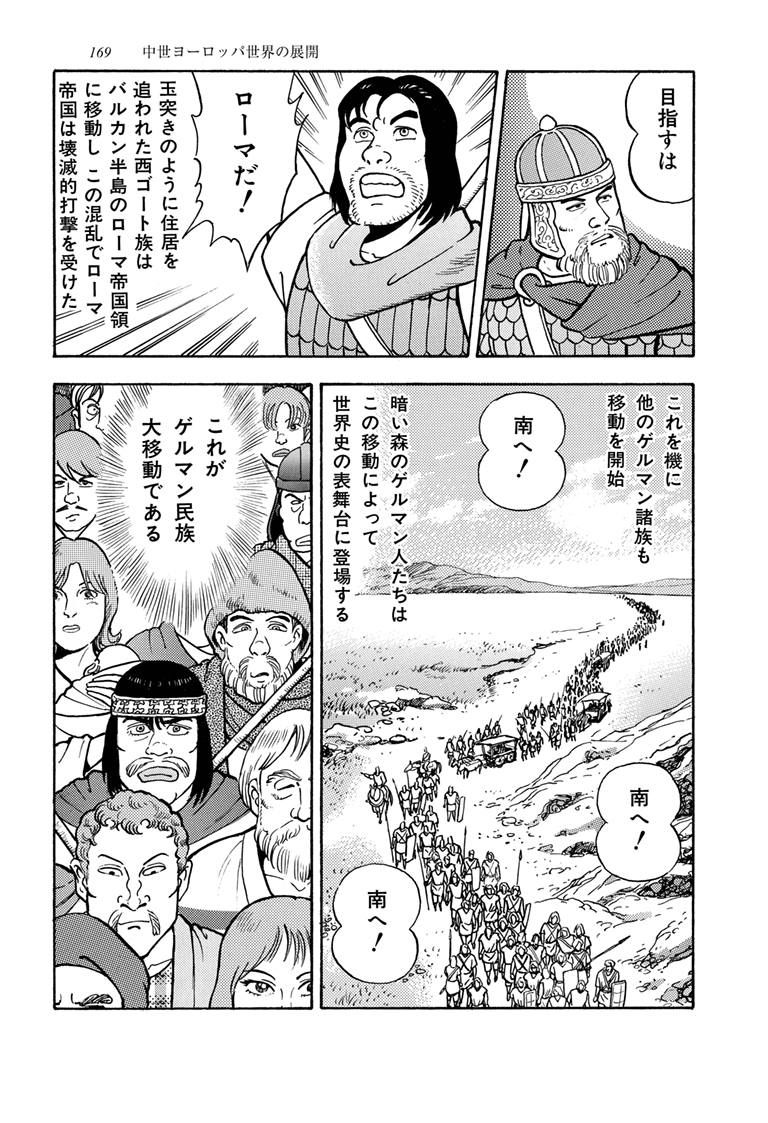 169 中世ヨーロッパ世界の展開
目指すは
ローマだ！
玉突きのように住居を
追われた西ゴート族は
バルカン半島のローマ帝国領
に移動し この混乱でローマ
帝国は壊滅的打撃を受けた
これを機に
他のゲルマン諸族も
移動を開始
南へ！
南へ！
南へ！
暗い森のゲルマン人たちは
この移動によって
世界史の表舞台に登場する
これが
ゲルマン民族
大移動である